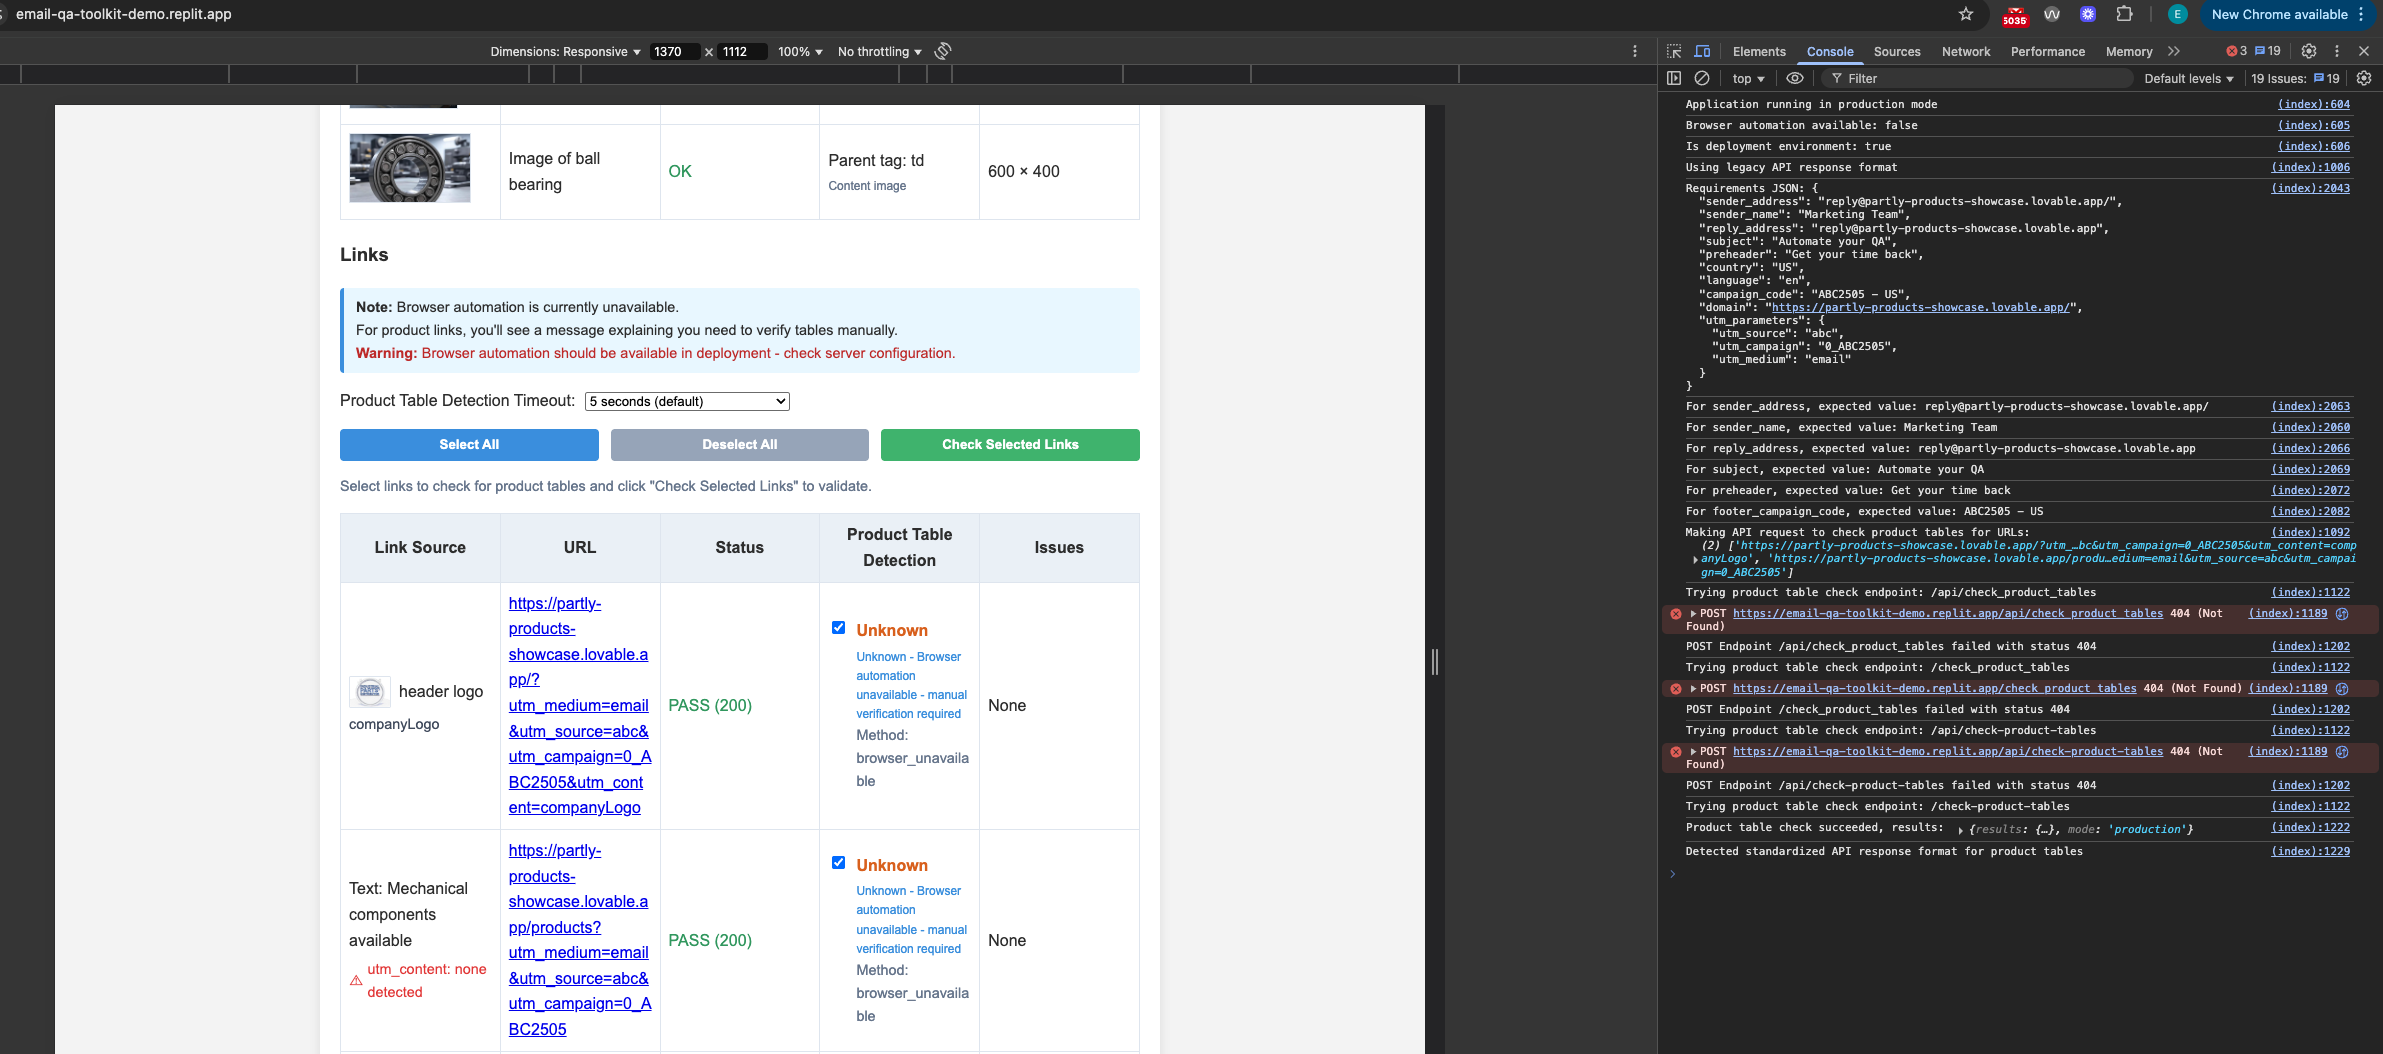 email-qa-toolkit-demo.replit.app
5035
E
New Chrome available
Dimensions: Responsive
1370 × 1112
100%
No throttling
Elements
Console
Sources
Network
Performance
Memory
3
19
top
Filter
Default levels
19 Issues:
19
Image of ball
bearing
OK
Parent tag: td
Content image
600 × 400
Links
Note: Browser automation is currently unavailable.
For product links, you'll see a message explaining you need to verify tables manually.
Warning: Browser automation should be available in deployment - check server configuration.
Product Table Detection Timeout:
5 seconds (default)
Select All
Deselect All
Check Selected Links
Select links to check for product tables and click "Check Selected Links" to validate.
Link Source
URL
Status
Product Table
Detection
Issues
header logo
companyLogo
https://partly-
products-
showcase.lovable.a
pp/?
utm_medium=email
&utm_source=abc&
utm_campaign=0_A
BC2505&utm_cont
ent=companyLogo
PASS (200)
Unknown
Unknown - Browser
automation
unavailable - manual
verification required
Method:
browser_unavaila
ble
None
Text: Mechanical
components
available
utm_content: none
detected
https://partly-
products-
showcase.lovable.a
pp/products?
utm_medium=email
&utm_source=abc&
utm_campaign=0_A
BC2505
PASS (200)
Unknown
Unknown - Browser
automation
unavailable - manual
verification required
Method:
browser_unavaila
ble
None
Application running in production mode (index):604
Browser automation available: false (index):605
Is deployment environment: true (index):606
Using legacy API response format (index):1006
Requirements JSON: { (index):2043
"sender_address": "reply@partly-products-showcase.lovable.app/",
"sender_name": "Marketing Team",
"reply_address": "reply@partly-products-showcase.lovable.app",
"subject": "Automate your QA",
"preheader": "Get your time back",
"country": "US",
"language": "en",
"campaign_code": "ABC2505 - US",
"domain": "https://partly-products-showcase.lovable.app/",
"utm_parameters": {
"utm_source": "abc",
"utm_campaign": "0_ABC2505",
"utm_medium": "email"
}
}
For sender_address, expected value: reply@partly-products-showcase.lovable.app/ (index):2063
For sender_name, expected value: Marketing Team (index):2060
For reply_address, expected value: reply@partly-products-showcase.lovable.app (index):2066
For subject, expected value: Automate your QA (index):2069
For preheader, expected value: Get your time back (index):2072
For footer_campaign_code, expected value: ABC2505 - US (index):2082
Making API request to check product tables for URLs: (index):1092
(2) ['https://partly-products-showcase.lovable.app/?utm_…bc&utm_campaign=0_ABC2505&utm_content=comp
anyLogo', 'https://partly-products-showcase.lovable.app/produ…edium=email&utm_source=abc&utm_campai
gn=0_ABC2505']
Trying product table check endpoint: /api/check_product_tables (index):1122
POST https://email-qa-toolkit-demo.replit.app/api/check_product_tables 404 (Not (index):1189
Found)
POST Endpoint /api/check_product_tables failed with status 404 (index):1202
Trying product table check endpoint: /check_product_tables (index):1122
POST https://email-qa-toolkit-demo.replit.app/check_product_tables 404 (Not Found) (index):1189
POST Endpoint /check_product_tables failed with status 404 (index):1202
Trying product table check endpoint: /api/check-product-tables (index):1122
POST https://email-qa-toolkit-demo.replit.app/api/check-product-tables 404 (Not (index):1189
Found)
POST Endpoint /api/check-product-tables failed with status 404 (index):1202
Trying product table check endpoint: /check-product-tables (index):1122
Product table check succeeded, results: {results: {…}, mode: 'production'} (index):1222
Detected standardized API response format for product tables (index):1229